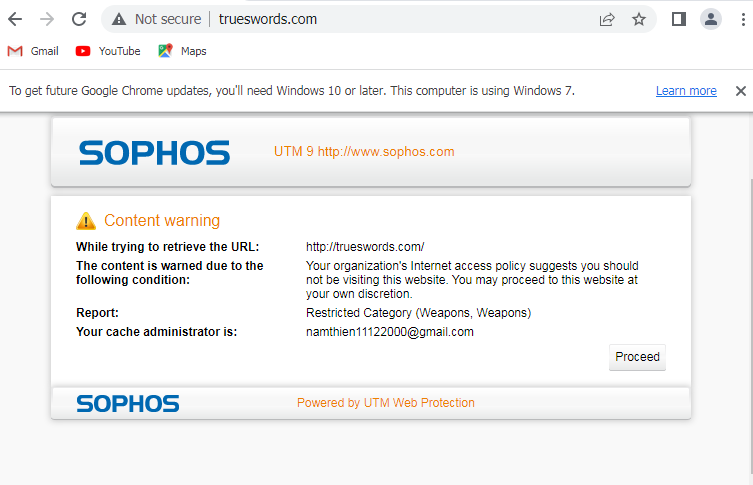 Not secure | trueswords.com
Gmail YouTube Maps
To get future Google Chrome updates, you'll need Windows 10 or later. This computer is using Windows 7. Learn more
SOPHOS UTM 9 http://www.sophos.com
Content warning
While trying to retrieve the URL: http://trueswords.com/
The content is warned due to the following condition: Your organization's Internet access policy suggests you should
not be visiting this website. You may proceed to this website at
your own discretion.
Report: Restricted Category (Weapons, Weapons)
Your cache administrator is: namthien11122000@gmail.com
Proceed
SOPHOS Powered by UTM Web Protection